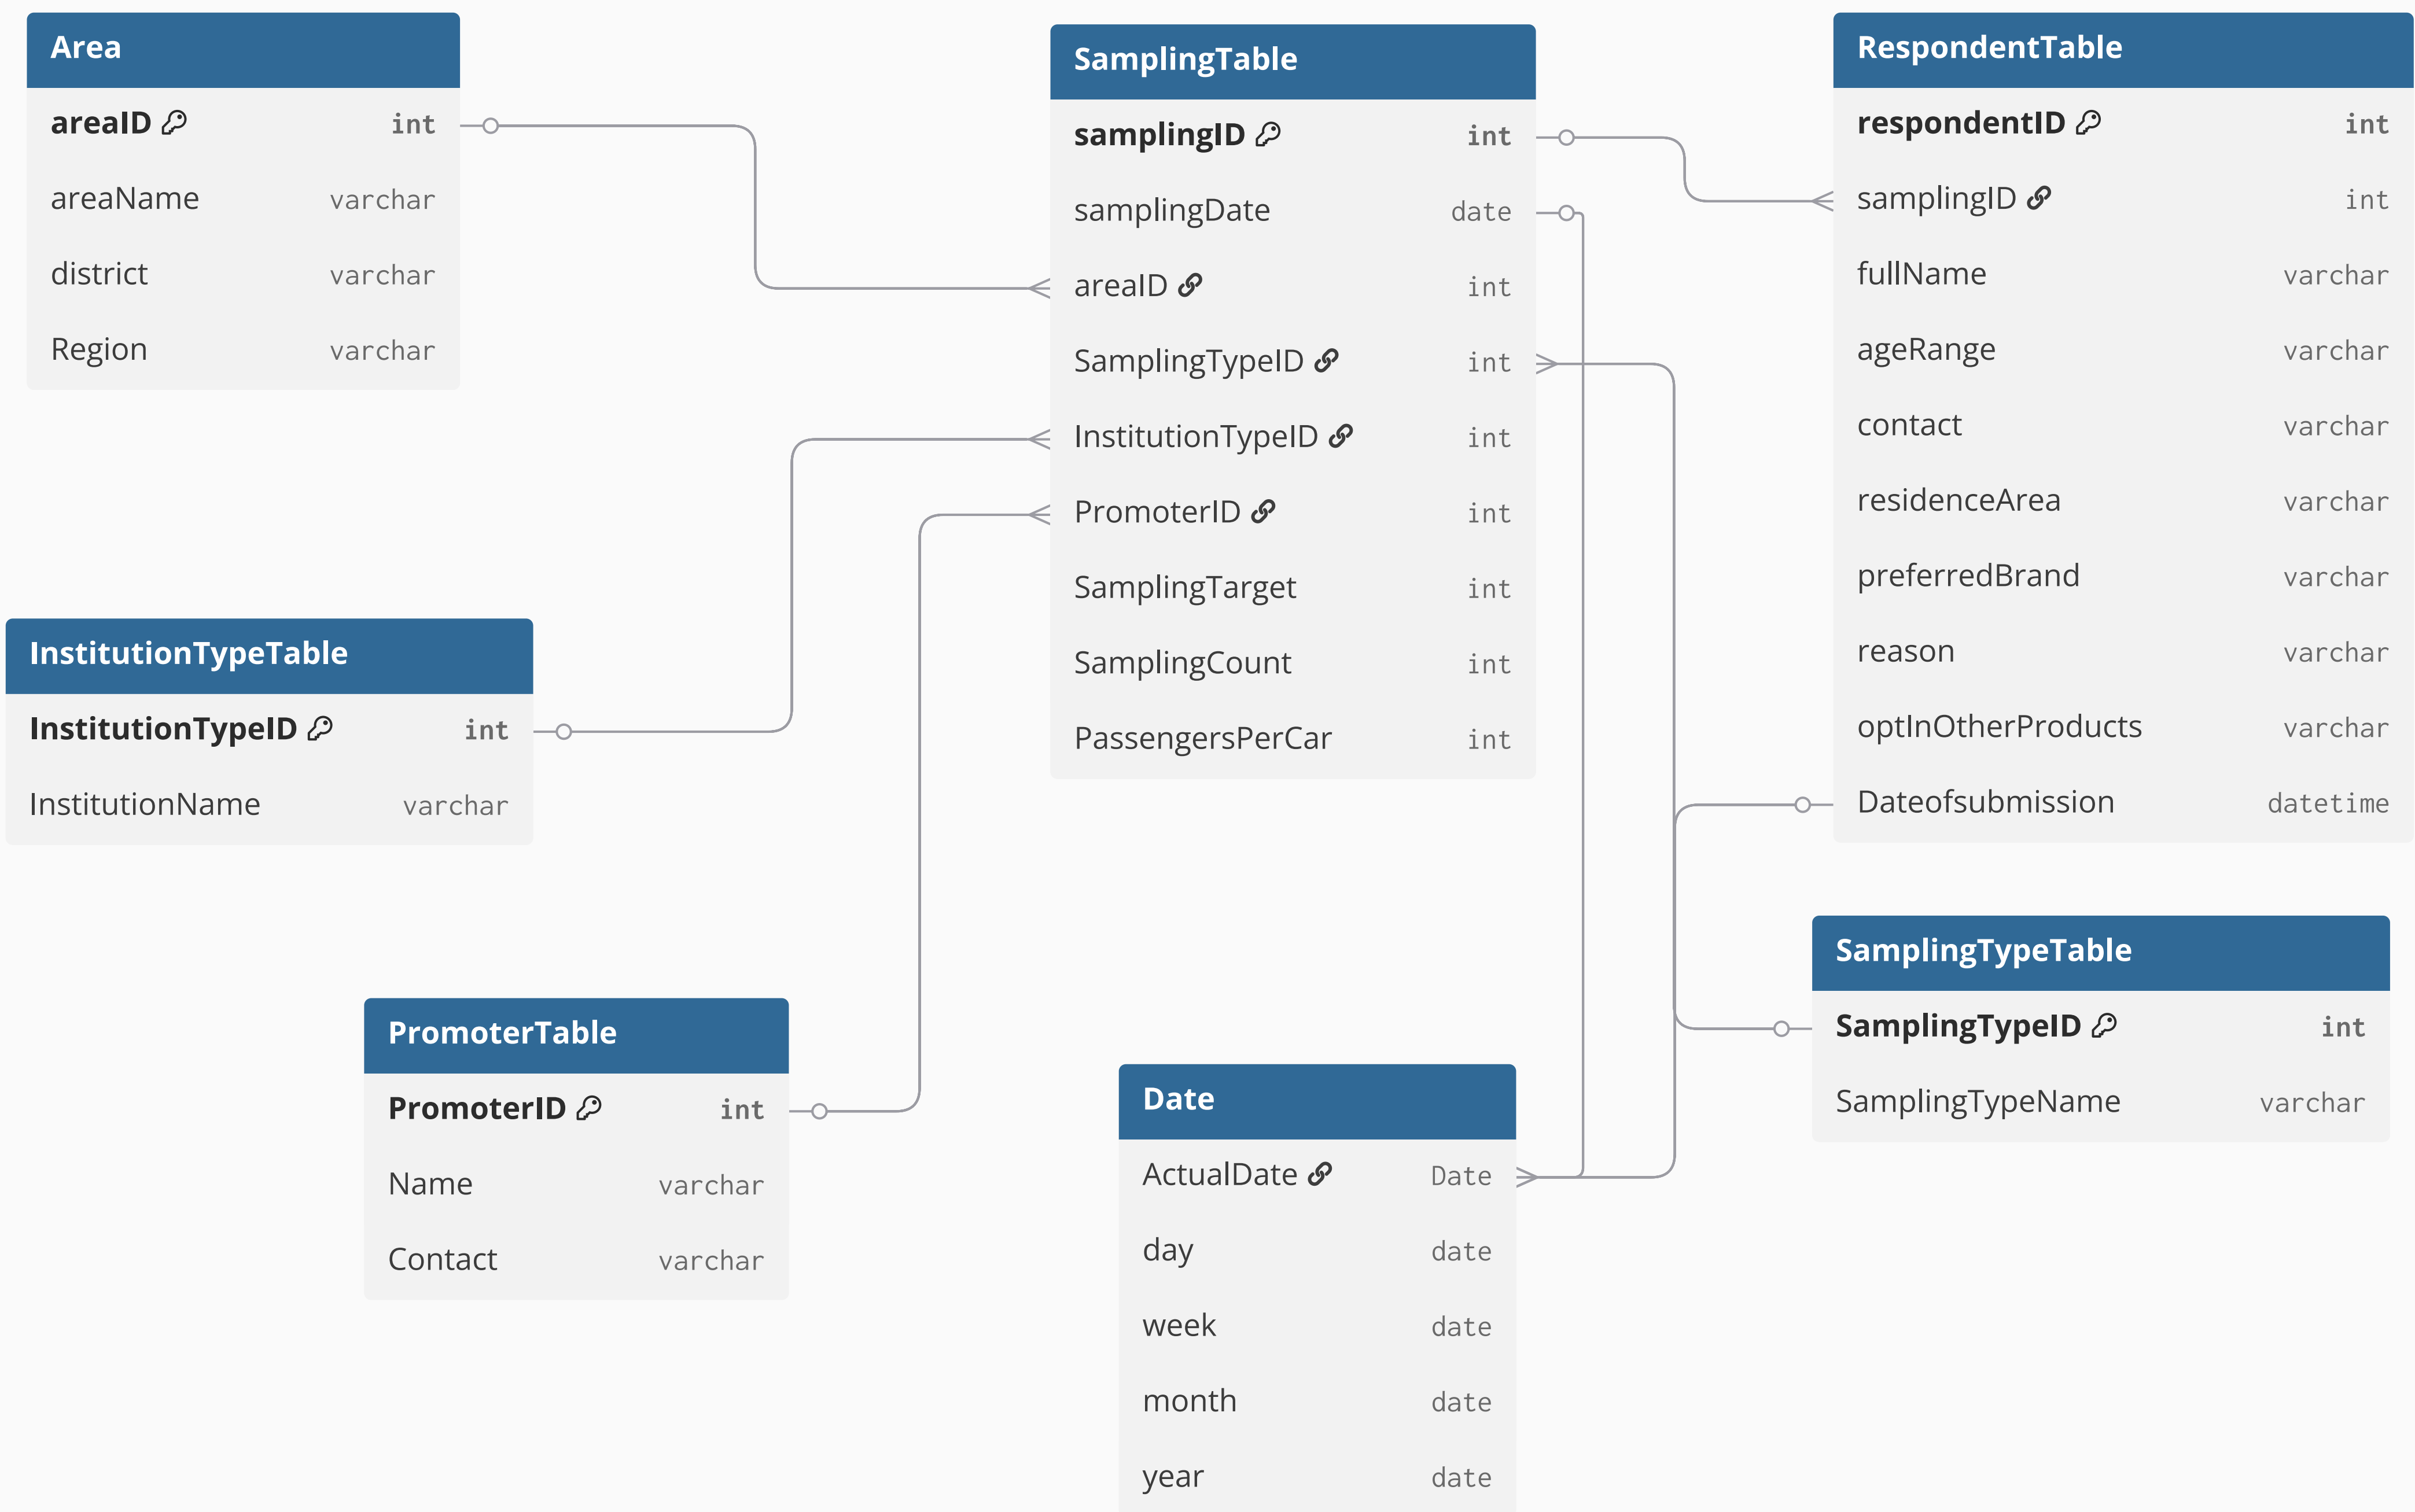 Area
areaID int
areaName varchar
district varchar
Region varchar
SamplingTable
samplingID int
samplingDate date
areaID int
SamplingTypeID int
InstitutionTypeID int
PromoterID int
SamplingTarget int
SamplingCount int
PassengersPerCar int
RespondentTable
respondentID int
samplingID int
fullName varchar
ageRange varchar
contact varchar
residenceArea varchar
preferredBrand varchar
reason varchar
optInOtherProducts varchar
Dateofsubmission datetime
InstitutionTypeTable
InstitutionTypeID int
InstitutionName varchar
PromoterTable
PromoterID int
Name varchar
Contact varchar
Date
ActualDate Date
day date
week date
month date
year date
SamplingTypeTable
SamplingTypeID int
SamplingTypeName varchar